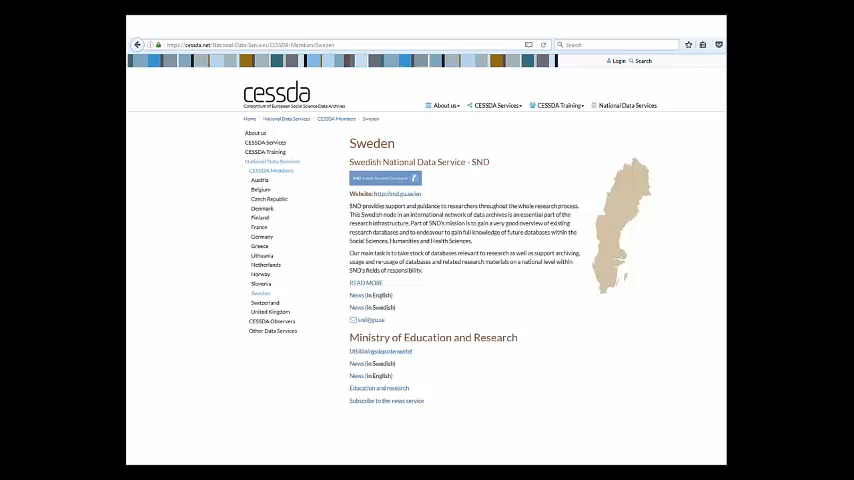 https://cessda.net/National-Data-Services/CESSDA-Members/Sweden
Search
Login Search
cessda
Consortium of European Social Science Data Archives
About us
CESSDA Services
CESSDA Training
National Data Services
Home / National Data Services / CESSDA Members / Sweden
About us
CESSDA Services
CESSDA Training
National Data Services
CESSDA Members
Austria
Belgium
Czech Republic
Denmark
Finland
France
Germany
Greece
Lithuania
Netherlands
Norway
Slovenia
Sweden
Switzerland
United Kingdom
CESSDA Observers
Other Data Services
Sweden
Swedish National Data Service - SND
SND
Website: http://snd.gu.se/en
SND provides support and guidance to researchers throughout the whole research process.
This Swedish node in an international network of data archives is an essential part of the
research infrastructure. Part of SND's mission is to gain a very good overview of existing
research databases and to endeavour to gain full knowledge of future databases within the
Social Sciences, Humanities and Health Sciences.
Our main task is to take stock of databases relevant to research as well as support archiving,
usage and re-usage of databases and related research materials on a national level within
SND's fields of responsibility.
READ MORE
News (in English)
News (in Swedish)
snd@gu.se
Ministry of Education and Research
Utbildningsdepartementet
News (in Swedish)
News (in English)
Education and research
Subscribe to the news service